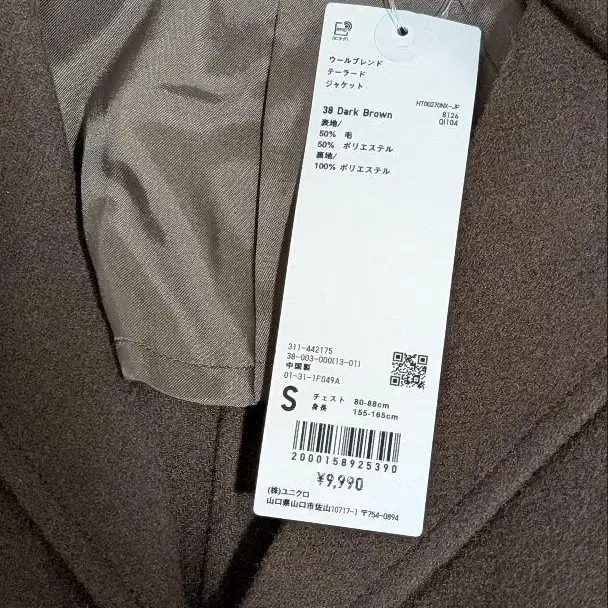 ウールブレンド
テーラード
ジャケット
HT00270NX-JP
38 Dark Brown 8126
QI104
表地/
50% 毛
50% ポリエステル
裏地/
100% ポリエステル
311-442175
38-003-000(13-01)
中国製
01-31-1F049A
S チェスト 80-88cm
身長 155-165cm
2000158925390
¥9,990
(株)ユニクロ
山口県山口市佐山10717-1 〒754-0894